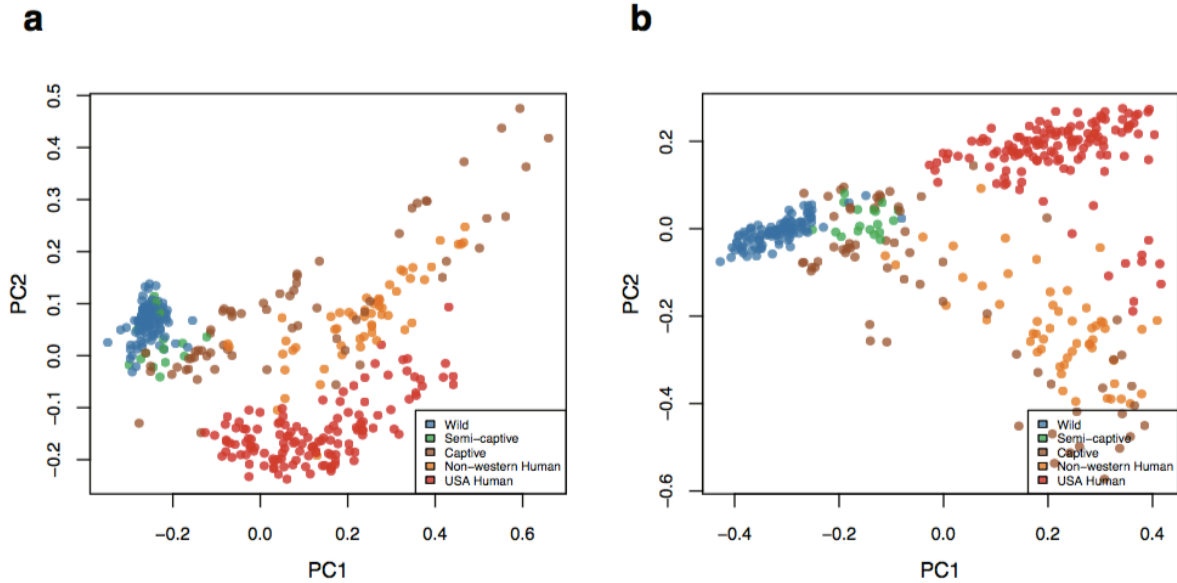 a
PC2
0.5
0.4
0.3
0.2
0.1
0.0
−0.1
−0.2
−0.2 0.0 0.2 0.4 0.6
PC1
Wild
Semi-captive
Captive
Non-western Human
USA Human
b
PC2
0.2
0.0
−0.2
−0.4
−0.6
−0.4 −0.2 0.0 0.2 0.4
PC1
Wild
Semi-captive
Captive
Non-western Human
USA Human